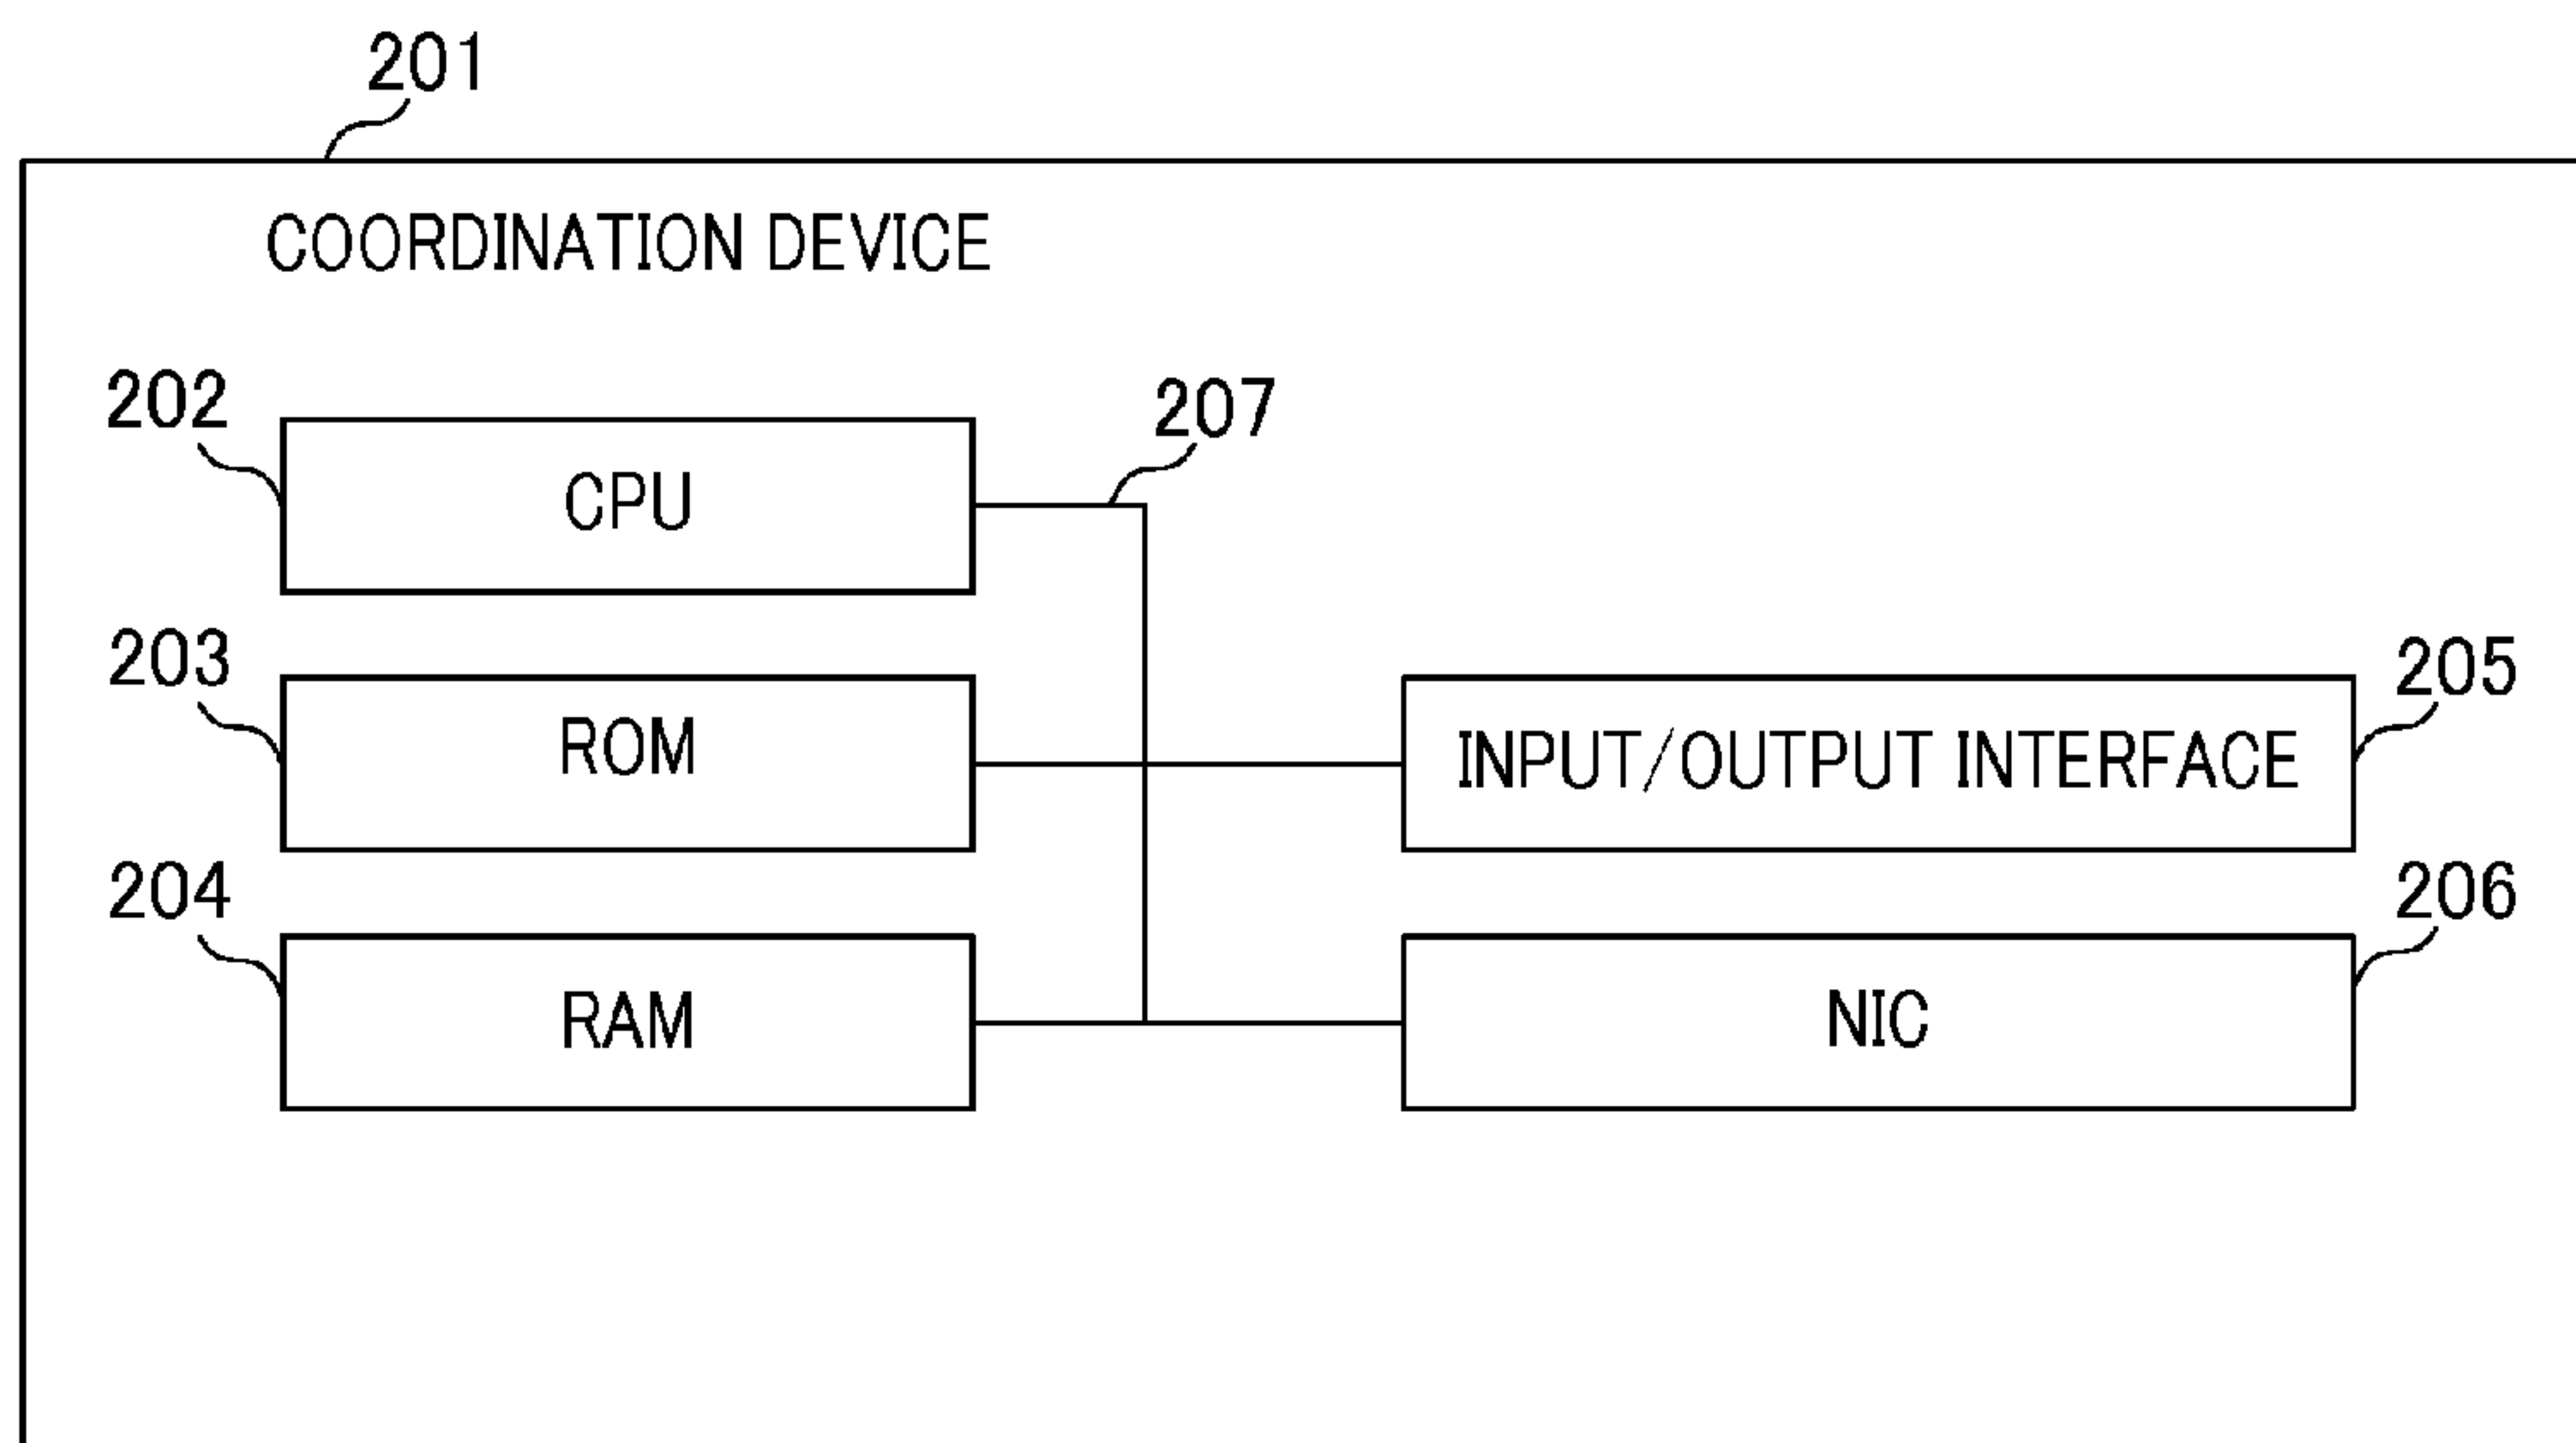 201
COORDINATION DEVICE
202
207
CPU
203
205
ROM
INPUT/OUTPUT INTERFACE
204
206
RAM
NIC